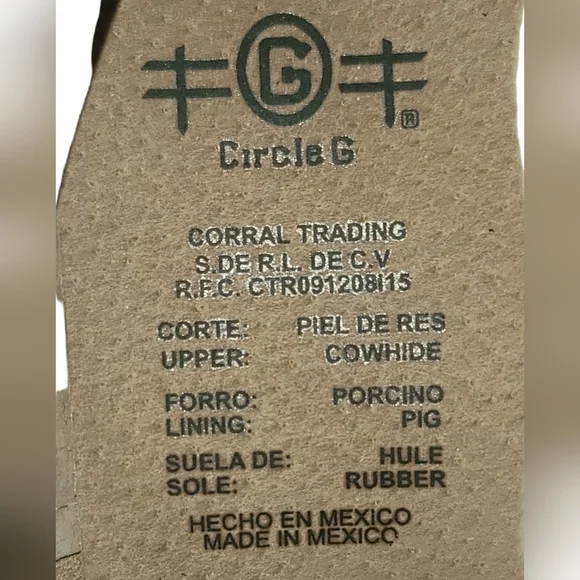 G
®
Circle G
CORRAL TRADING
S.DE R.L. DE C.V
R.F.C. CTR091208I15
CORTE: PIEL DE RES
UPPER: COWHIDE
FORRO: PORCINO
LINING: PIG
SUELA DE: HULE
SOLE: RUBBER
HECHO EN MEXICO
MADE IN MEXICO